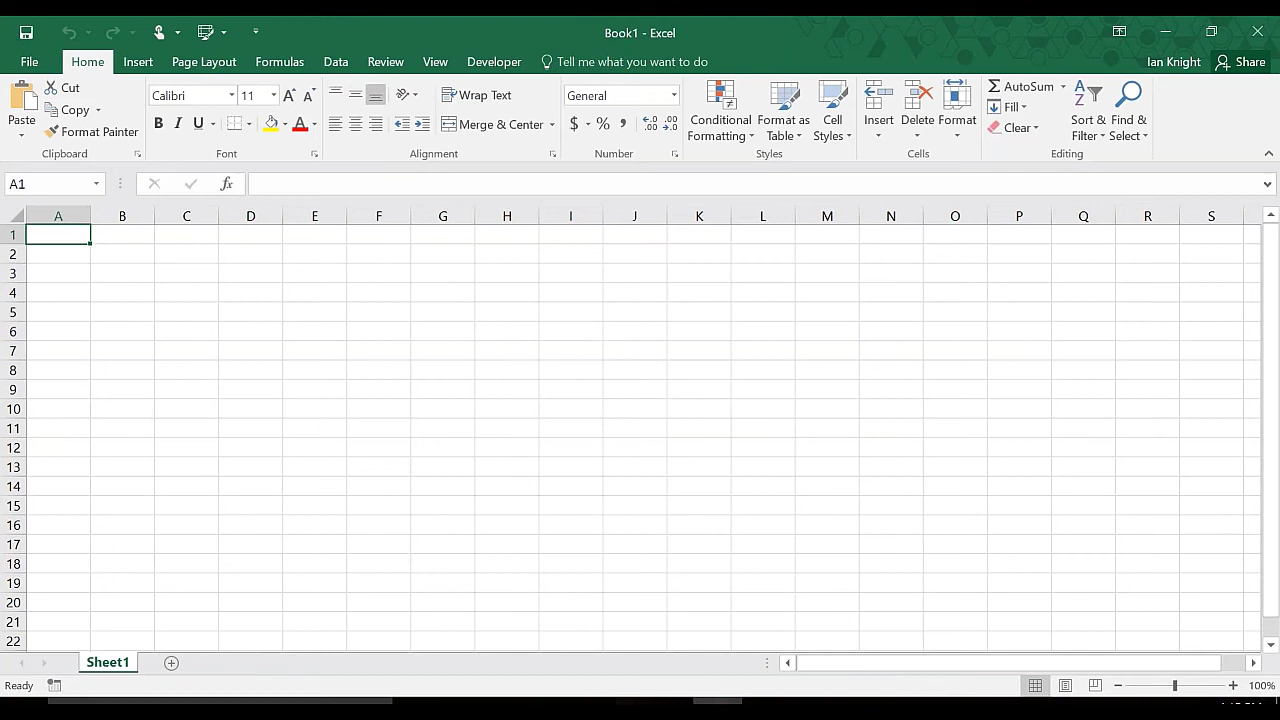 Book1 - Excel
File Home Insert Page Layout Formulas Data Review View Developer Tell me what you want to do Ian Knight Share
Paste
Cut
Copy
Format Painter
Clipboard
Calibri 11
B I U
Font
Wrap Text
Merge & Center
Alignment
General
$ % ,
Number
Conditional Formatting
Format as Table
Cell Styles
Styles
Insert Delete Format
Cells
AutoSum
Fill
Clear
Sort & Filter
Find & Select
Editing
A1 fx
A B C D E F G H I J K L M N O P Q R S
1
2
3
4
5
6
7
8
9
10
11
12
13
14
15
16
17
18
19
20
21
22
Sheet1
Ready 100%